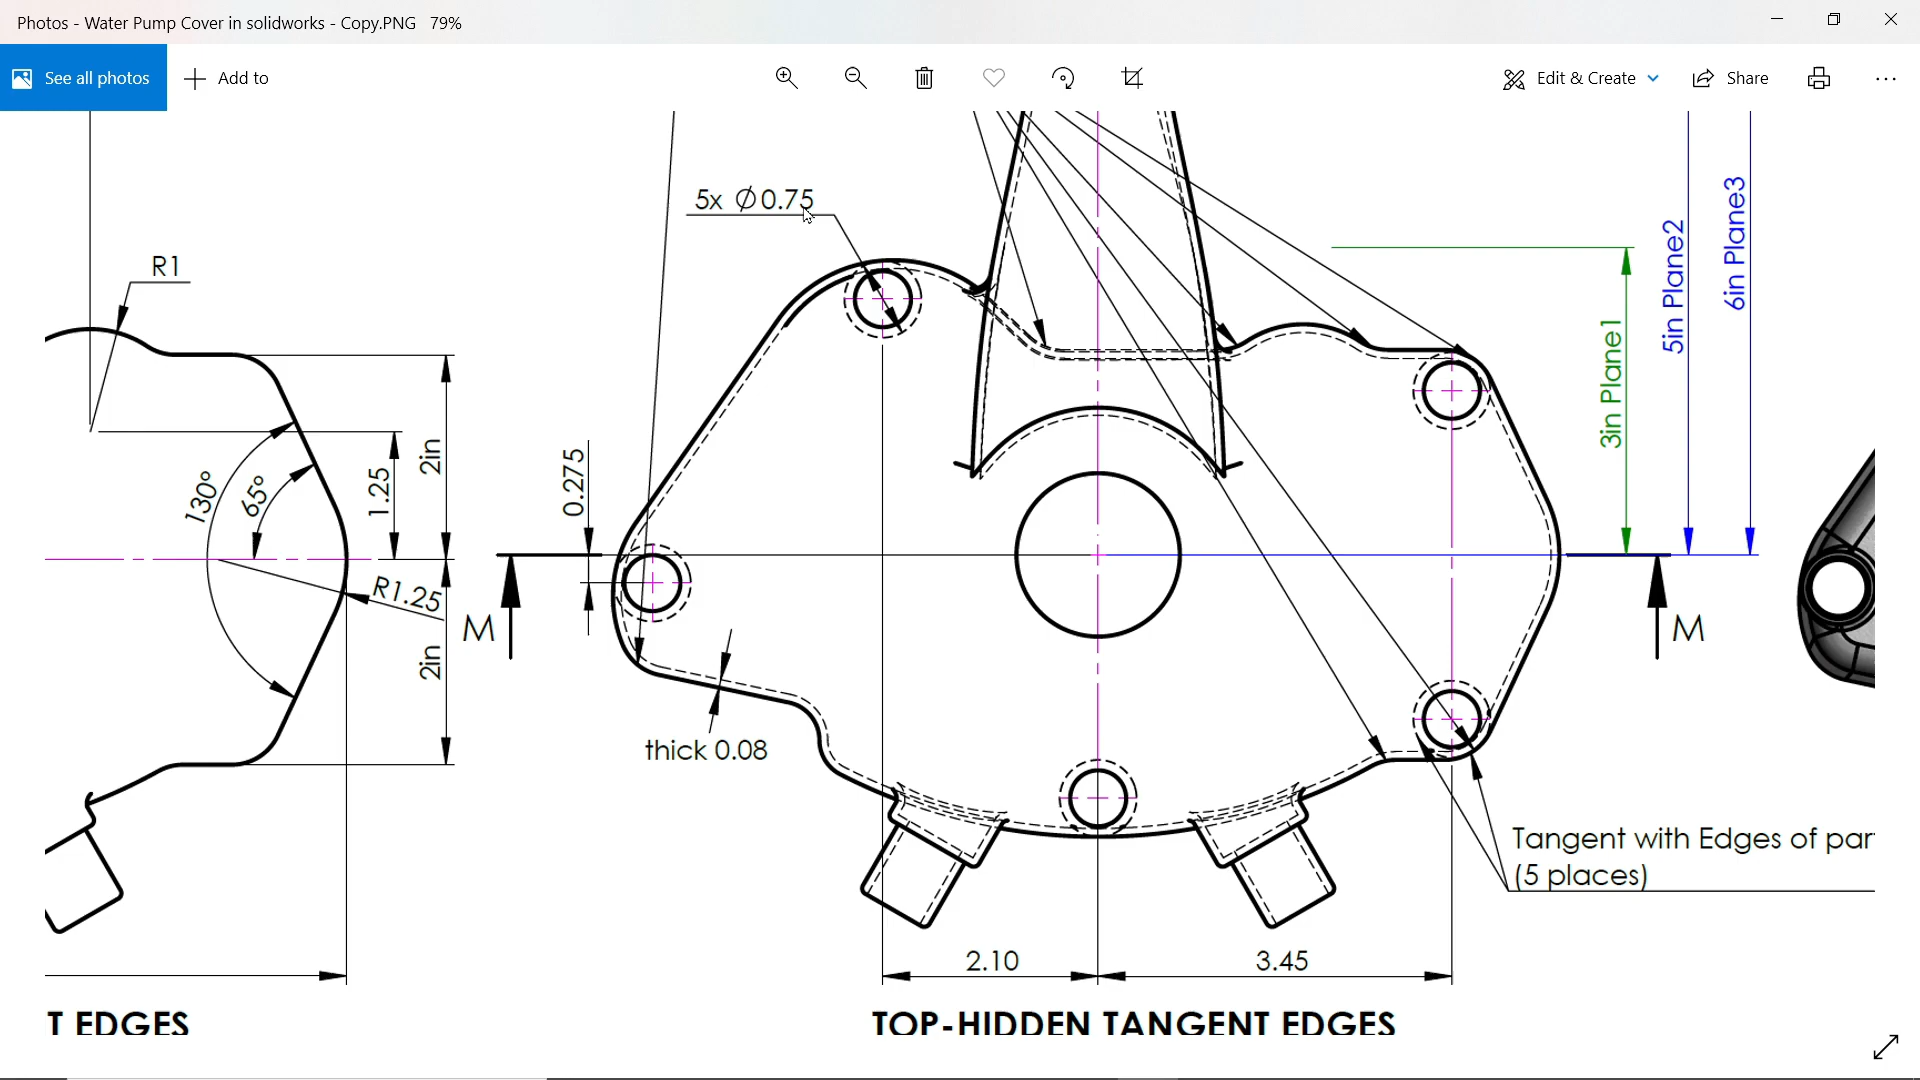 Photos - Water Pump Cover in solidworks - Copy.PNG 79%
See all photos
Add to
Edit & Create
Share
5x Ø0.75
R1
130°
65°
1.25
2in
R1.25
2in
0.275
M
thick 0.08
3in Plane1
5in Plane2
6in Plane3
M
Tangent with Edges of par
(5 places)
2.10
3.45
T EDGES
TOP-HIDDEN TANGENT EDGES